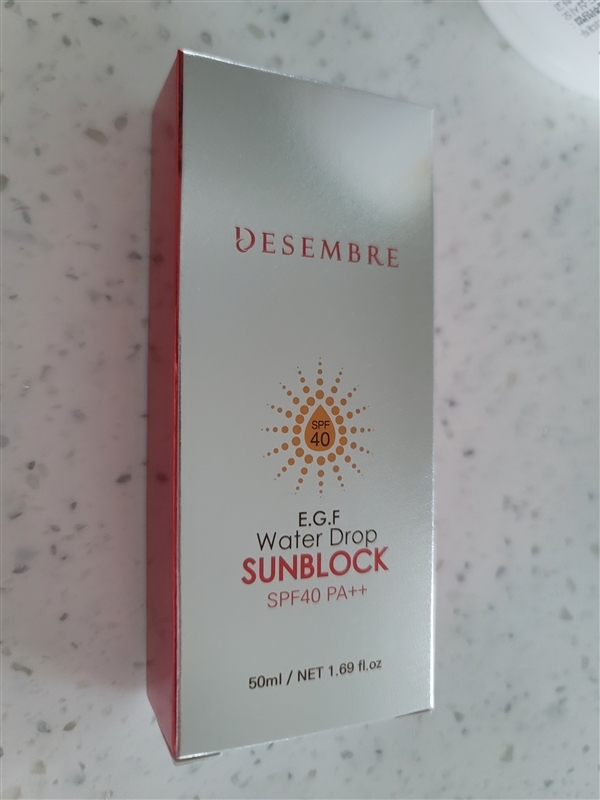 DESEMBRE
SPF
40
E.G.F
Water Drop
SUNBLOCK
SPF40 PA++
50ml / NET 1.69 fl.oz